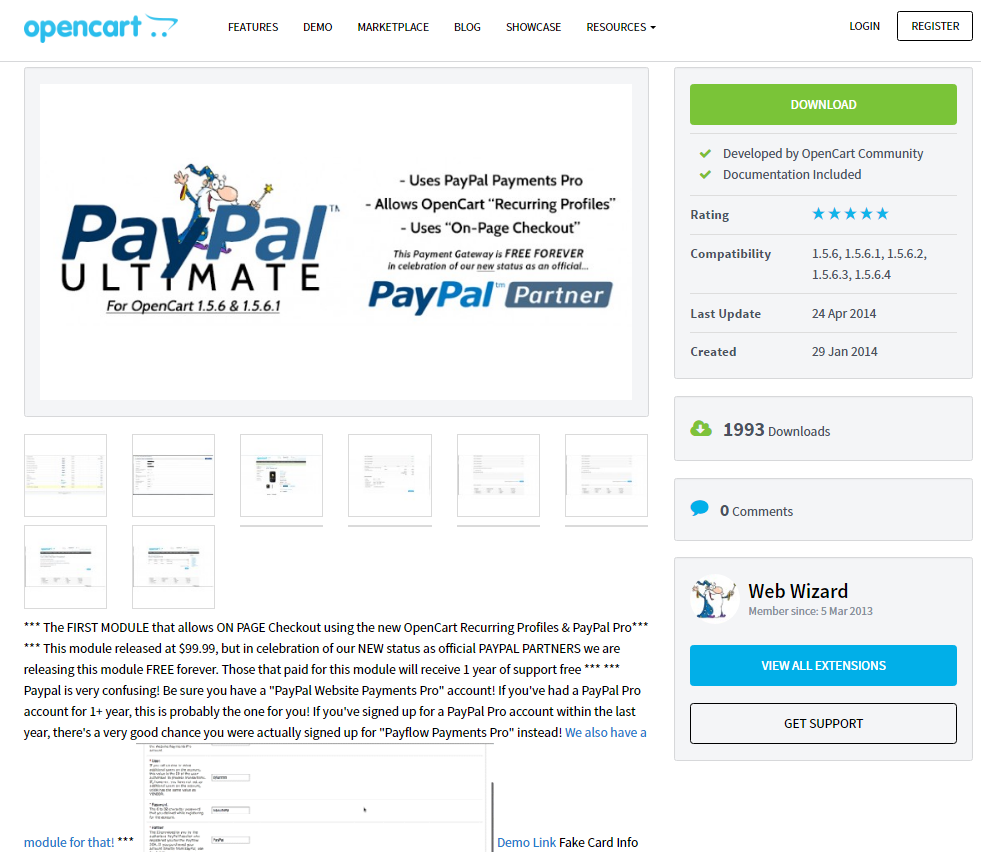 opencart
FEATURES
DEMO
MARKETPLACE
BLOG
SHOWCASE
RESOURCES
LOGIN
REGISTER
PayPal™
ULTIMATE
For OpenCart 1.5.6 & 1.5.6.1
- Uses PayPal Payments Pro
- Allows OpenCart “Recurring Profiles”
- Uses “On-Page Checkout”
This Payment Gateway is FREE FOREVER
in celebration of our new status as an official...
PayPal™ Partner
*** The FIRST MODULE that allows ON PAGE Checkout using the new OpenCart Recurring Profiles & PayPal Pro***
*** This module released at $99.99, but in celebration of our NEW status as official PAYPAL PARTNERS we are
releasing this module FREE forever. Those that paid for this module will receive 1 year of support free *** ***
Paypal is very confusing! Be sure you have a "PayPal Website Payments Pro" account! If you've had a PayPal Pro
account for 1+ year, this is probably the one for you! If you've signed up for a PayPal Pro account within the last
year, there's a very good chance you were actually signed up for "Payflow Payments Pro" instead! We also have a
module for that! ***
Demo Link Fake Card Info
DOWNLOAD
Developed by OpenCart Community
Documentation Included
Rating
Compatibility 1.5.6, 1.5.6.1, 1.5.6.2,
1.5.6.3, 1.5.6.4
Last Update 24 Apr 2014
Created 29 Jan 2014
1993 Downloads
0 Comments
Web Wizard
Member since: 5 Mar 2013
VIEW ALL EXTENSIONS
GET SUPPORT